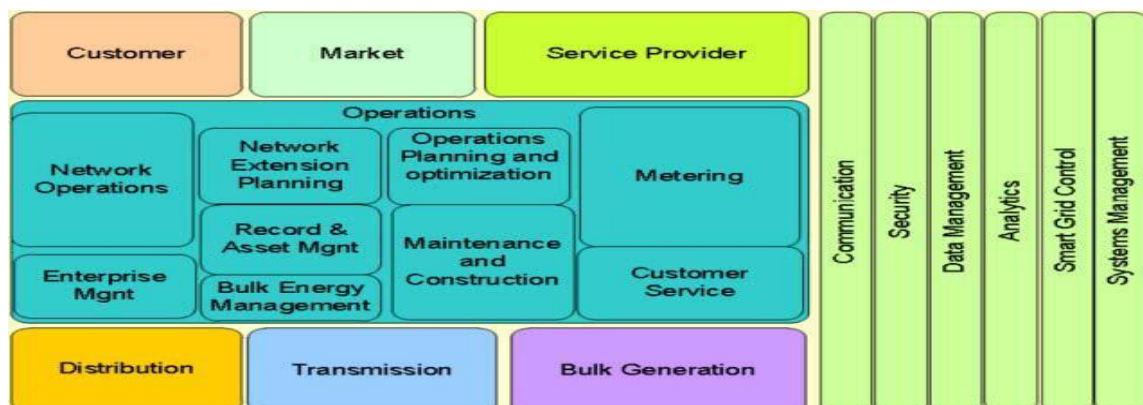 Customer
Market
Service Provider
Operations
Network
Operations
Network
Extension
Planning
Operations
Planning and
optimization
Metering
Record &
Asset Mgnt
Maintenance
and
Construction
Enterprise
Mgnt
Bulk Energy
Management
Customer
Service
Distribution
Transmission
Bulk Generation
Communication
Security
Data Management
Analytics
Smart Grid Control
Systems Management